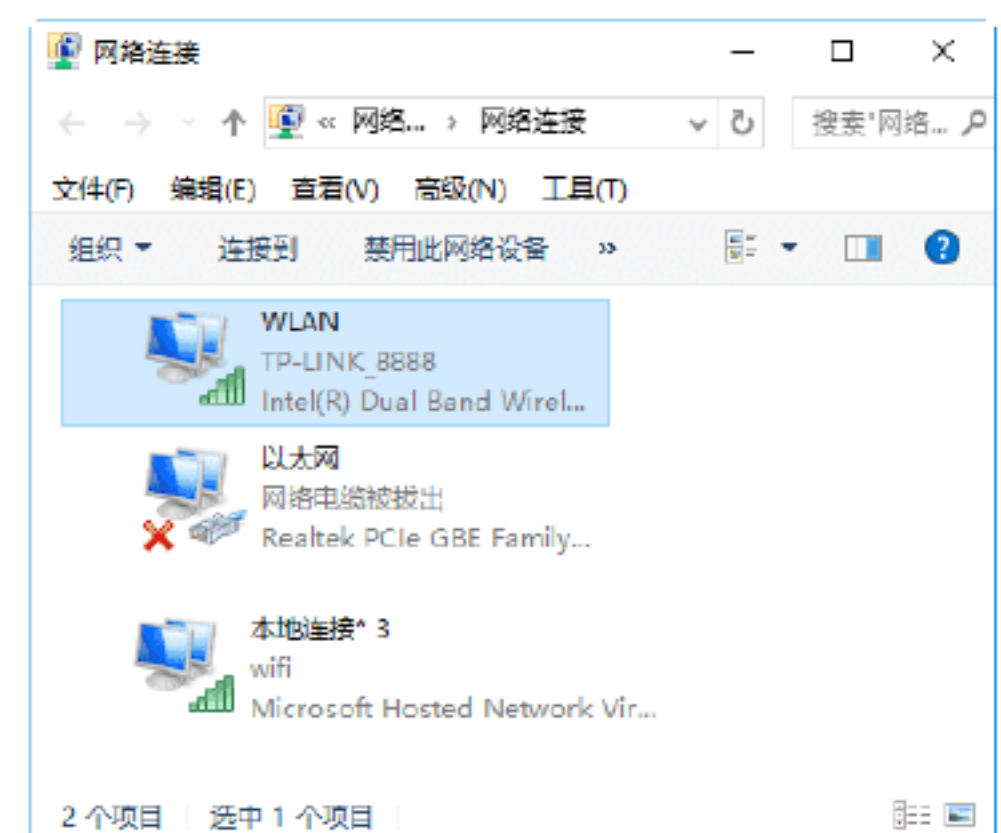 网络连接
« 网络... › 网络连接
搜索"网络...
文件(F) 编辑(E) 查看(V) 高级(N) 工具(T)
组织 连接到 禁用此网络设备 »
WLAN
TP-LINK_8888
Intel(R) Dual Band Wirel...
以太网
网络电缆被拔出
Realtek PCIe GBE Family...
本地连接* 3
wifi
Microsoft Hosted Network Vir...
2 个项目 选中 1 个项目